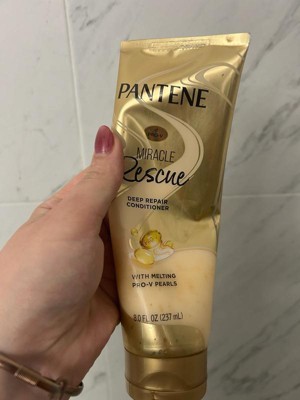 PANTENE
MIRACLE
Rescue
DEEP REPAIR
CONDITIONER
WITH MELTING
PRO-V PEARLS
8.0 FL OZ (237 mL)